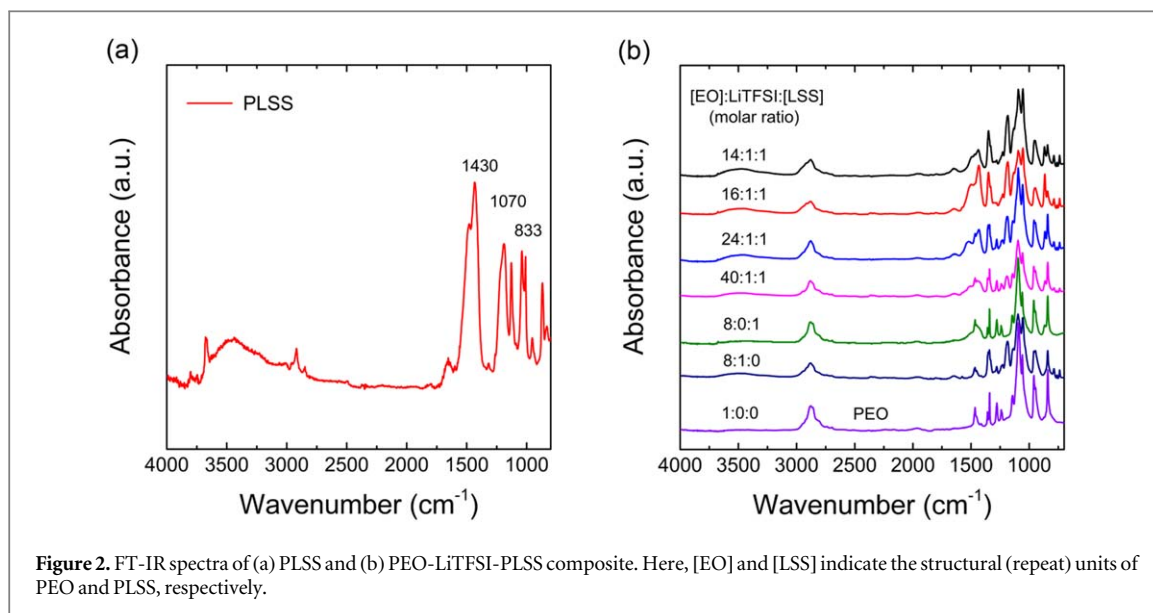 (a)
PLSS
1430
1070
833
Absorbance (a.u.)
4000 3500 3000 2500 2000 1500 1000
Wavenumber (cm⁻¹)
(b)
[EO]:LiTFSI:[LSS]
(molar ratio)
14:1:1
16:1:1
24:1:1
40:1:1
8:0:1
8:1:0
1:0:0 PEO
Absorbance (a.u.)
4000 3500 3000 2500 2000 1500 1000
Wavenumber (cm⁻¹)
Figure 2. FT-IR spectra of (a) PLSS and (b) PEO-LiTFSI-PLSS composite. Here, [EO] and [LSS] indicate the structural (repeat) units of
PEO and PLSS, respectively.